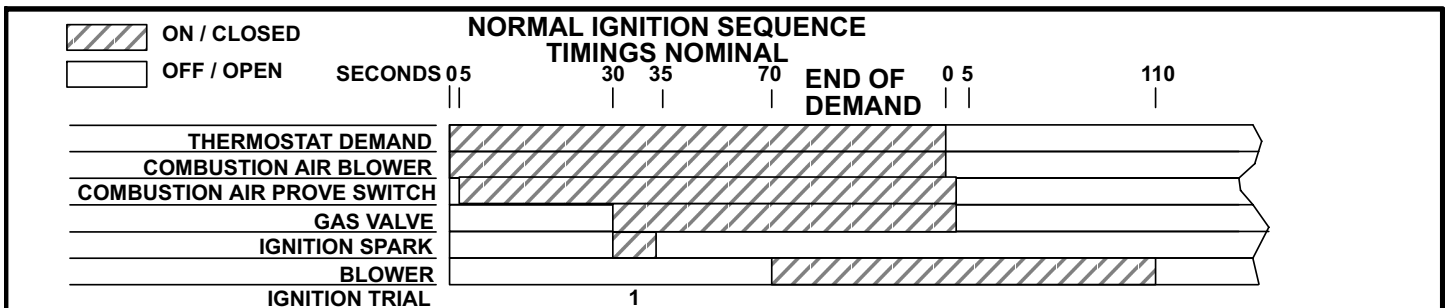 ON / CLOSED
OFF / OPEN
NORMAL IGNITION SEQUENCE
TIMINGS NOMINAL
SECONDS 0 5 30 35 70 END OF DEMAND 0 5 110
THERMOSTAT DEMAND
COMBUSTION AIR BLOWER
COMBUSTION AIR PROVE SWITCH
GAS VALVE
IGNITION SPARK
BLOWER
IGNITION TRIAL 1